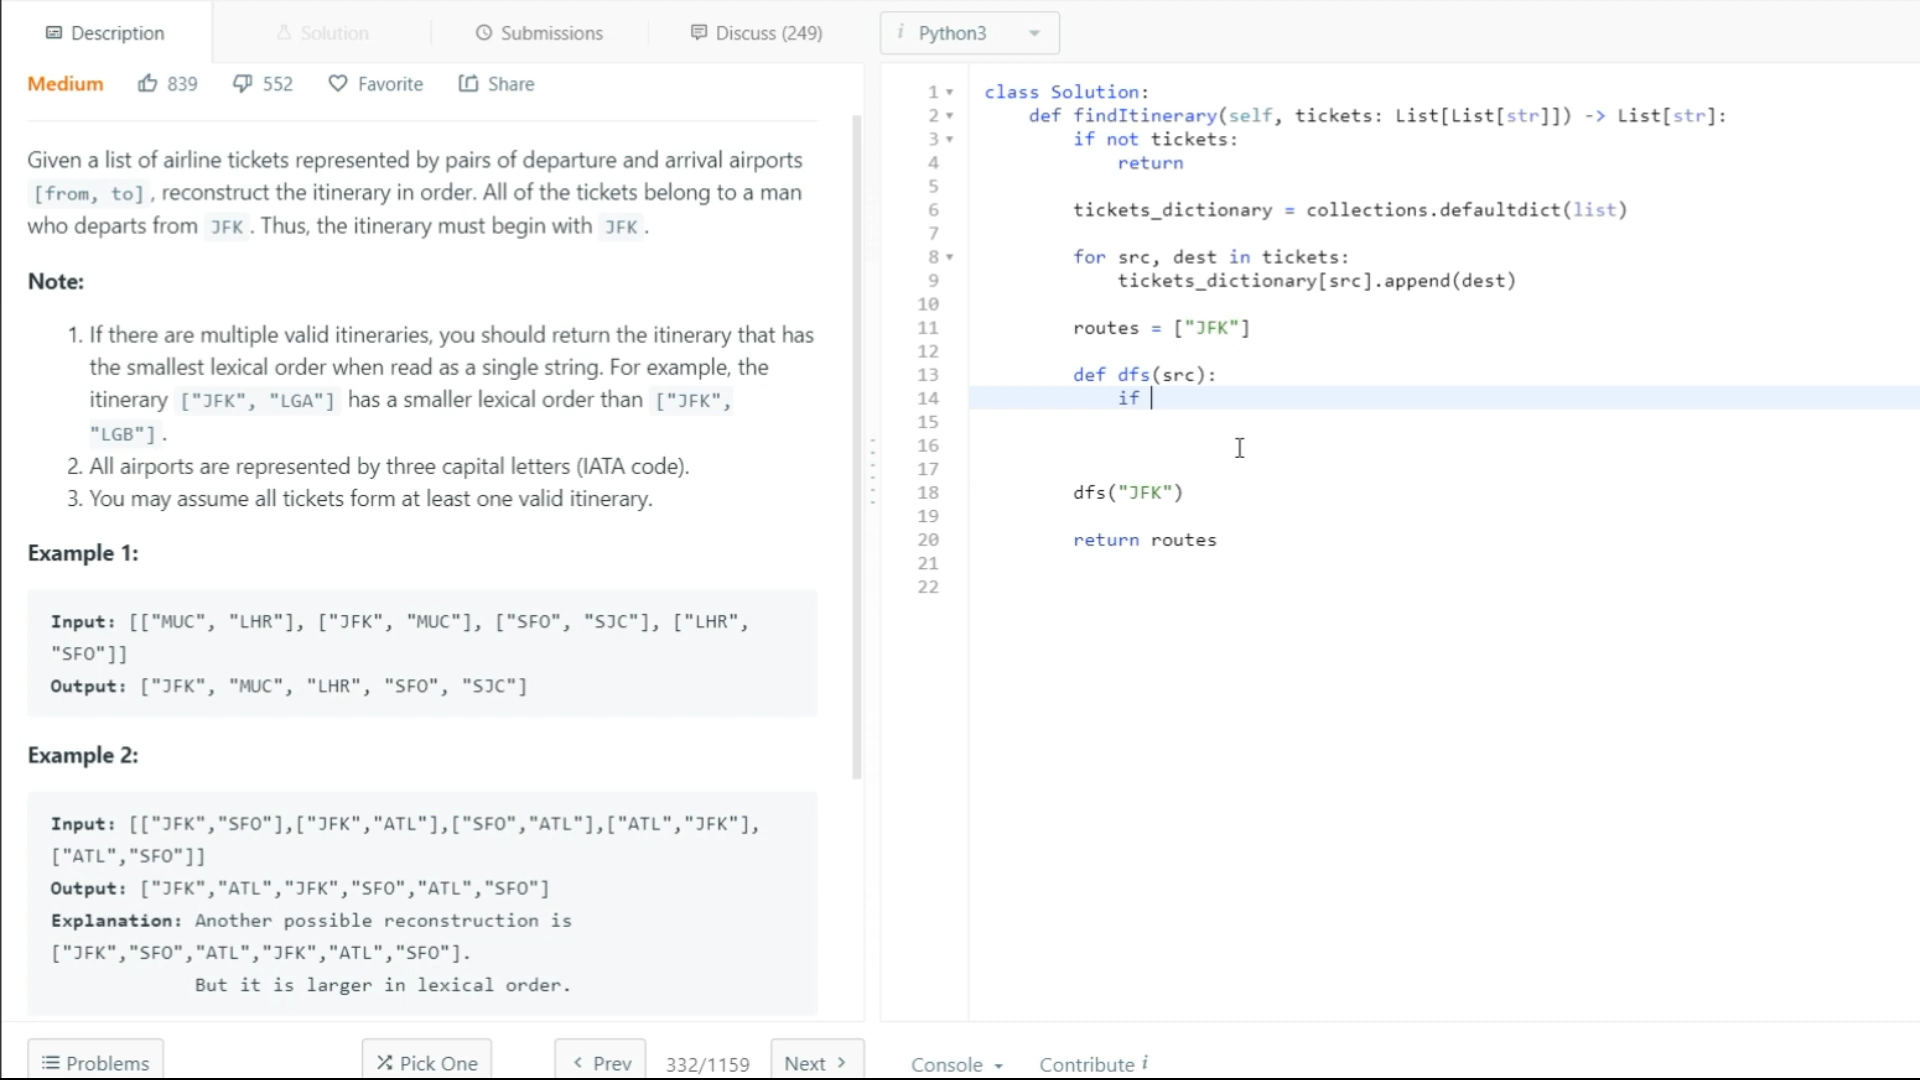 Description
Solution
Submissions
Discuss (249)
i Python3
Medium 839 552 Favorite Share
Given a list of airline tickets represented by pairs of departure and arrival airports
[from, to], reconstruct the itinerary in order. All of the tickets belong to a man
who departs from JFK. Thus, the itinerary must begin with JFK.
Note:
1. If there are multiple valid itineraries, you should return the itinerary that has
the smallest lexical order when read as a single string. For example, the
itinerary ["JFK", "LGA"] has a smaller lexical order than ["JFK",
"LGB"].
2. All airports are represented by three capital letters (IATA code).
3. You may assume all tickets form at least one valid itinerary.
Example 1:
Input: [["MUC", "LHR"], ["JFK", "MUC"], ["SFO", "SJC"], ["LHR",
"SFO"]]
Output: ["JFK", "MUC", "LHR", "SFO", "SJC"]
Example 2:
Input: [["JFK","SFO"],["JFK","ATL"],["SFO","ATL"],["ATL","JFK"],
["ATL","SFO"]]
Output: ["JFK","ATL","JFK","SFO","ATL","SFO"]
Explanation: Another possible reconstruction is
["JFK","SFO","ATL","JFK","ATL","SFO"].
But it is larger in lexical order.
Problems
Pick One
< Prev
332/1159
Next >
1 class Solution:
2     def findItinerary(self, tickets: List[List[str]]) -> List[str]:
3         if not tickets:
4             return
5
6         tickets_dictionary = collections.defaultdict(list)
7
8         for src, dest in tickets:
9             tickets_dictionary[src].append(dest)
10
11         routes = ["JFK"]
12
13         def dfs(src):
14             if
15
16
17
18         dfs("JFK")
19
20         return routes
21
22
Console
Contribute i